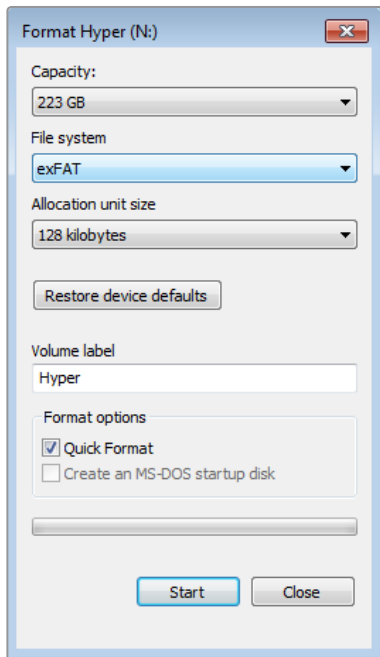 Format Hyper (N:)
Capacity:
223 GB
File system
exFAT
Allocation unit size
128 kilobytes
Restore device defaults
Volume label
Hyper
Format options
Quick Format
Create an MS-DOS startup disk
Start Close